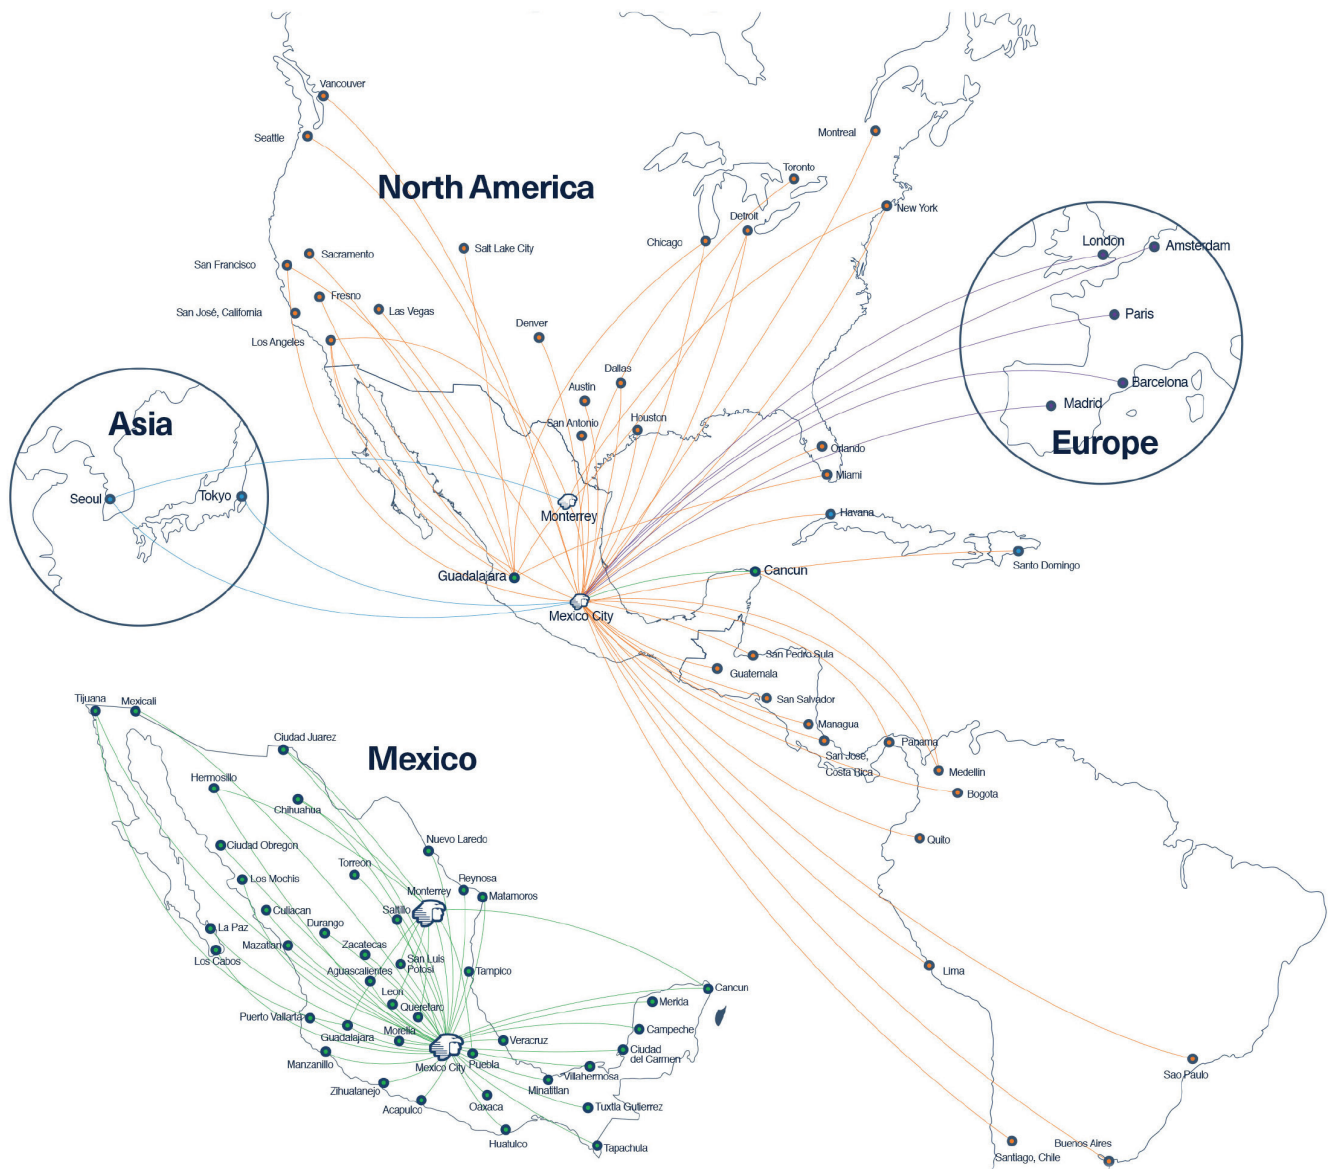 Vancouver
Seattle
Montreal
Toronto
North America
New York
Detroit
Chicago
Salt Lake City
Sacramento
San Francisco
London
Amsterdam
Fresno
San José, California
Las Vegas
Paris
Denver
Los Angeles
Dallas
Austin
Barcelona
Madrid
Houston
San Antonio
Asia
Europe
Orlando
Miami
Seoul
Tokyo
Monterrey
Havana
Guadalajara
Cancun
Santo Domingo
Mexico City
San Pedro Sula
Guatemala
San Salvador
Managua
Panama
San José,
Costa Rica
Medellin
Bogota
Quito
Lima
Sao Paulo
Buenos Aires
Santiago, Chile
Tijuana
Mexicali
Ciudad Juarez
Mexico
Hermosillo
Chihuahua
Nuevo Laredo
Ciudad Obregon
Torreón
Reynosa
Los Mochis
Monterrey
Matamoros
Culiacan
Saltillo
Durango
La Paz
Mazatlan
Zacatecas
Los Cabos
San Luis
Potosi
Aguascalientes
Tampico
Leon
Cancun
Queretaro
Merida
Puerto Vallarta
Guadalajara
Morelia
Campeche
Veracruz
Ciudad
del Carmen
Manzanillo
Mexico City
Puebla
Villahermosa
Zihuatanejo
Minatitlan
Acapulco
Oaxaca
Tuxtla Gutierrez
Huatulco
Tapachula